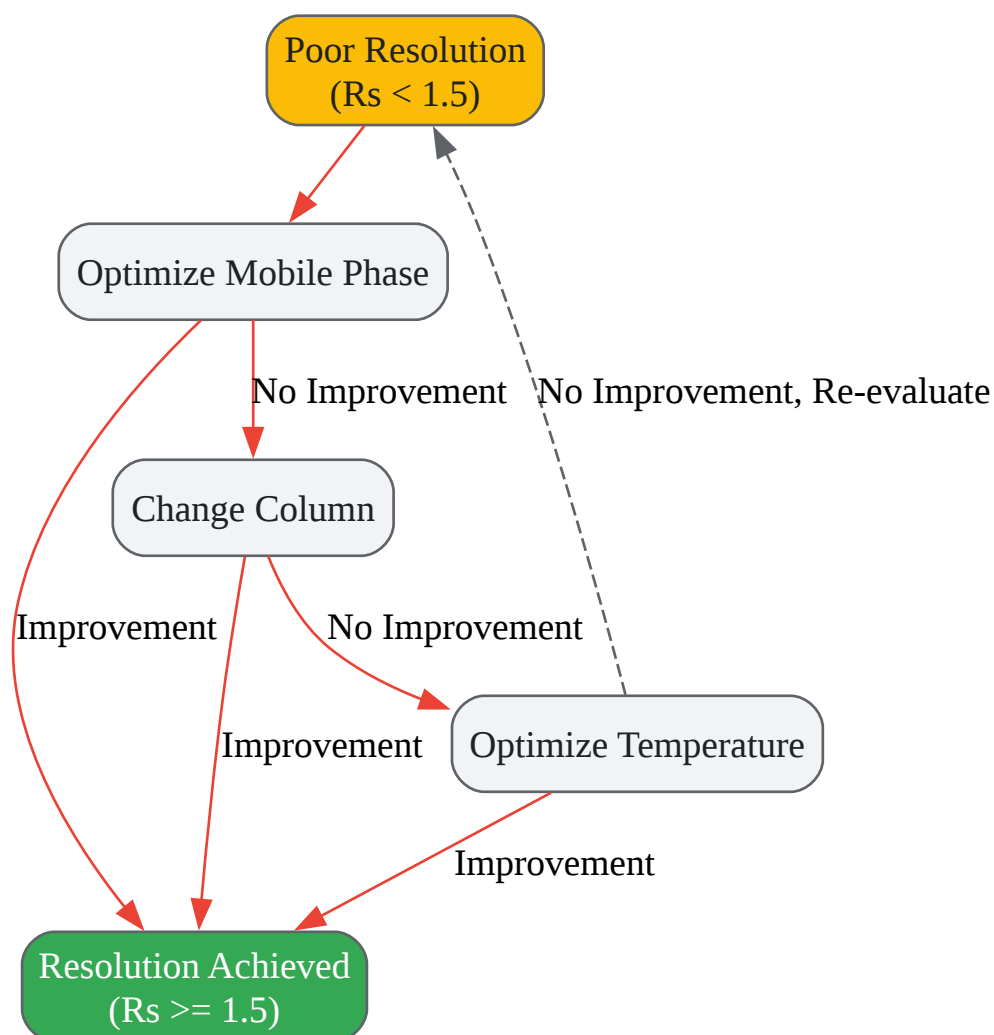 Poor Resolution
(Rs < 1.5)
Optimize Mobile Phase
No Improvement
No Improvement, Re-evaluate
Change Column
Improvement
No Improvement
Improvement
Optimize Temperature
Improvement
Resolution Achieved
(Rs >= 1.5)